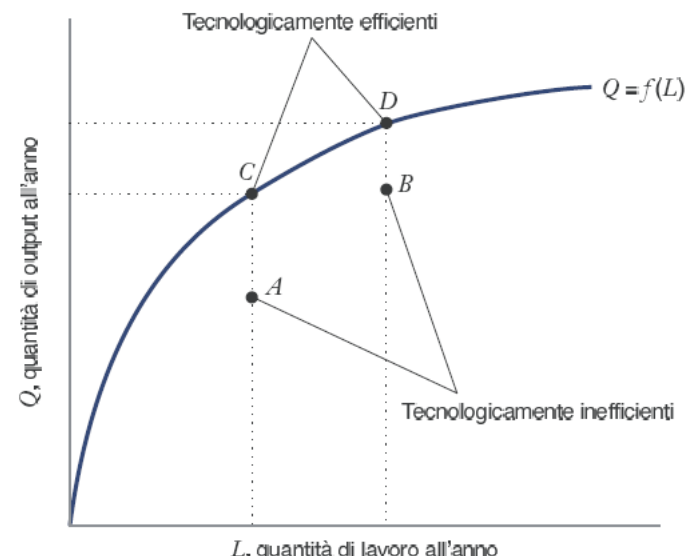 Tecnologicamente efficienti
Q = f(L)
D
C
B
A
Q, quantità di output all'anno
Tecnologicamente inefficienti
L, quantità di lavoro all'anno